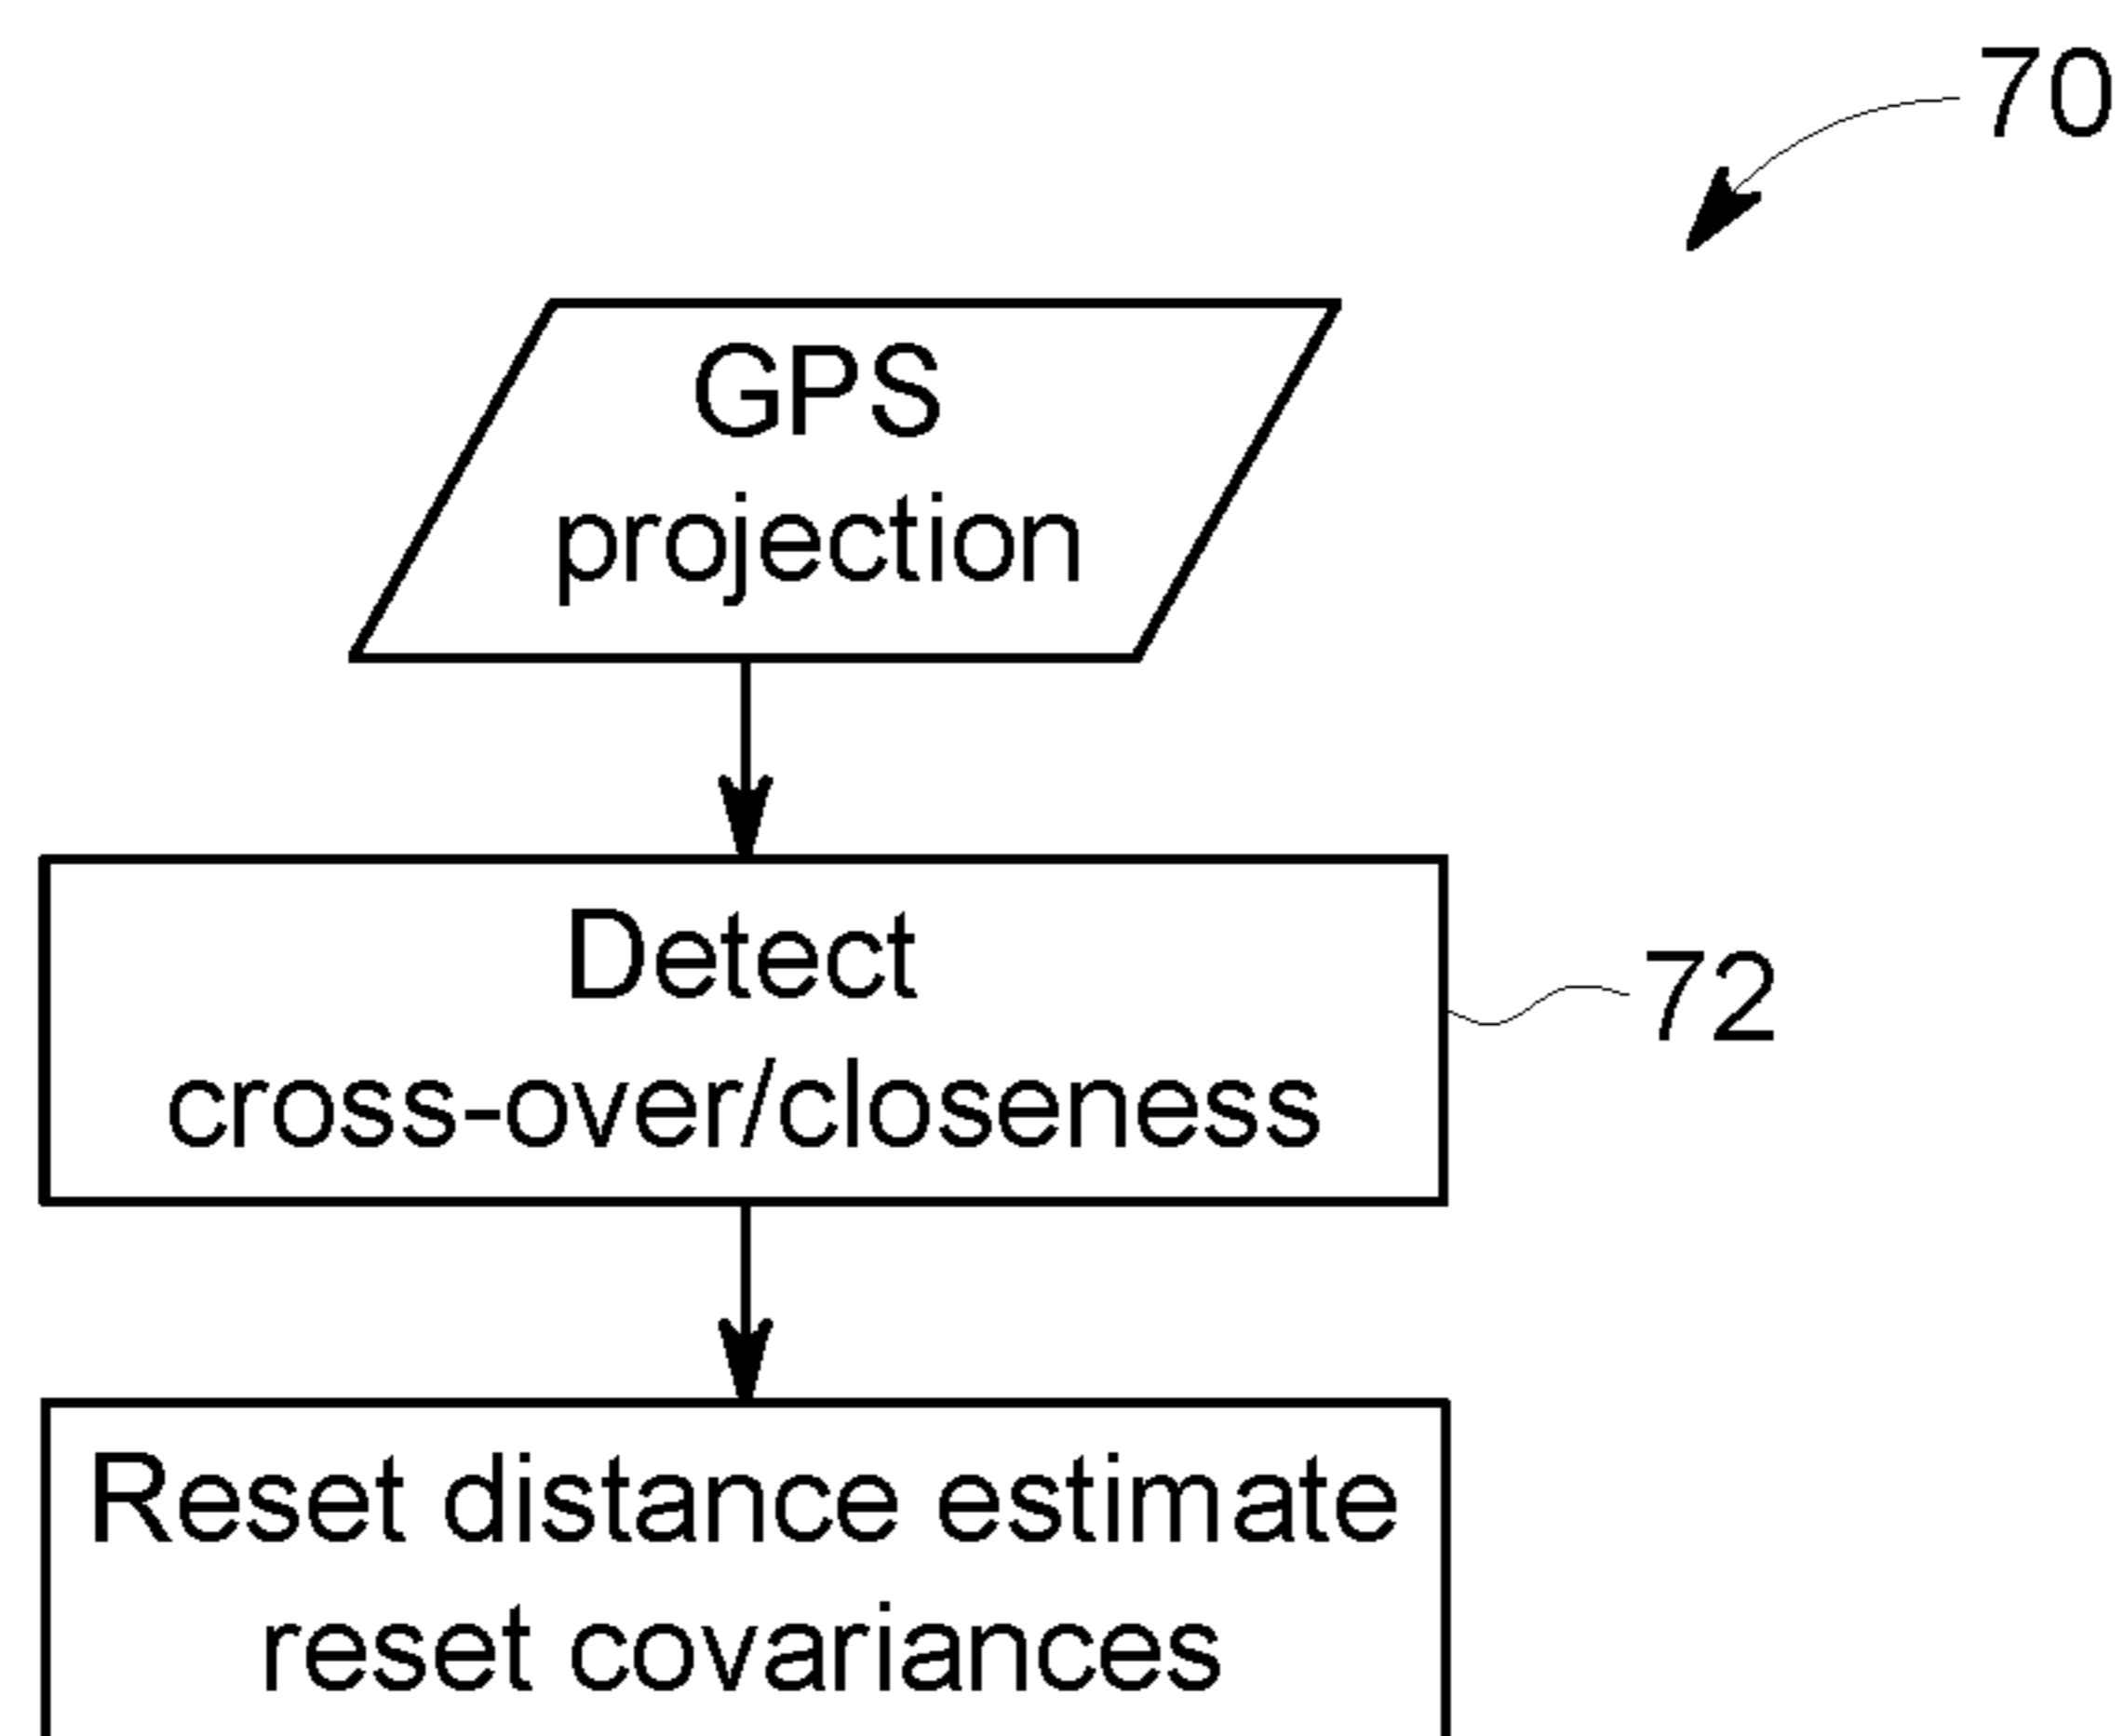 70
GPS
projection
Detect
cross-over/closeness
72
Reset distance estimate
reset covariances